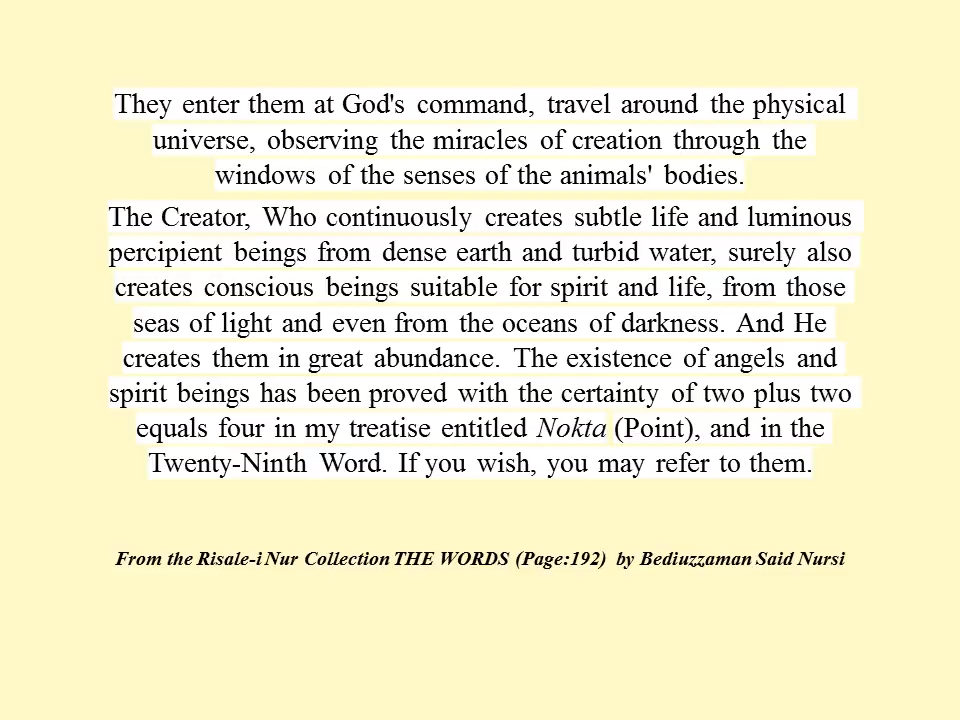 They enter them at God's command, travel around the physical
universe, observing the miracles of creation through the
windows of the senses of the animals' bodies.
The Creator, Who continuously creates subtle life and luminous
percipient beings from dense earth and turbid water, surely also
creates conscious beings suitable for spirit and life, from those
seas of light and even from the oceans of darkness. And He
creates them in great abundance. The existence of angels and
spirit beings has been proved with the certainty of two plus two
equals four in my treatise entitled Nokta (Point), and in the
Twenty-Ninth Word. If you wish, you may refer to them.
From the Risale-i Nur Collection THE WORDS (Page:192) by Bediuzzaman Said Nursi